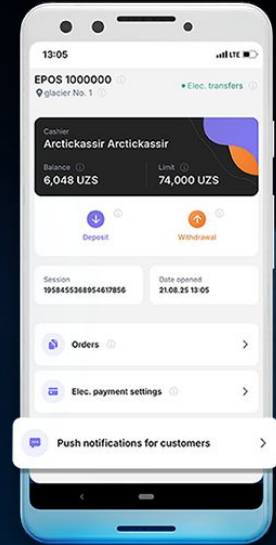 13:05
LTE
EPOS 1000000
glacier No. 1
Elec. transfers
Cashier
Arctickassir Arctickassir
Balance
Limit
6,048 UZS
74,000 UZS
Deposit
Withdrawal
Session
Date opened
1958455368954617856
21.08.25 13:05
Orders
Elec. payment settings
Push notifications for customers